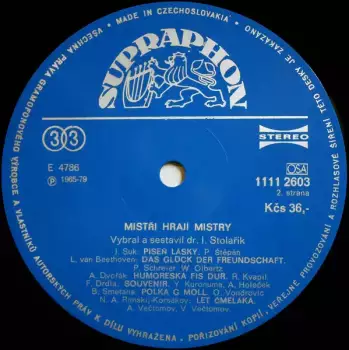 MADE IN CZECHOSLOVAKIA
VŠECHNA PRÁVA GRAMOFONOVÉHO VÝROBCE A VLASTNÍKŮ AUTORSKÝCH PRÁV K DÍLU VYHRAŽENA. POŘIZOVÁNÍ KOPIÍ, VEŘEJNÉ PROVOZOVÁNÍ A ROZHLASOVÉ ŠÍŘENÍ TÉTO DESKY JE ZAKÁZÁNO
SUPRAPHON
33
STEREO
E 4786
Ⓟ 1965-79
OSA
1111 2603
2. strana
Kčs 36,-
MISTŘI HRAJÍ MISTRY
Vybral a sestavil dr. I. Stolařík
J. Suk: PÍSEŇ LÁSKY. P. Štěpán
L. van Beethoven: DAS GLÜCK DER FREUNDSCHAFT.
P. Schreier W. Olbertz
A. Dvořák: HUMORESKA FIS DUR. R. Kvapil
F. Drdla: SOUVENIR. Y. Kuronuma, A. Holeček
B. Smetana: POLKA G MOLL. O. Vondrovic
N. A. Rimskij-Korsakov: LET ČMELÁKA.
A. Večtomov, V. Večtomov.